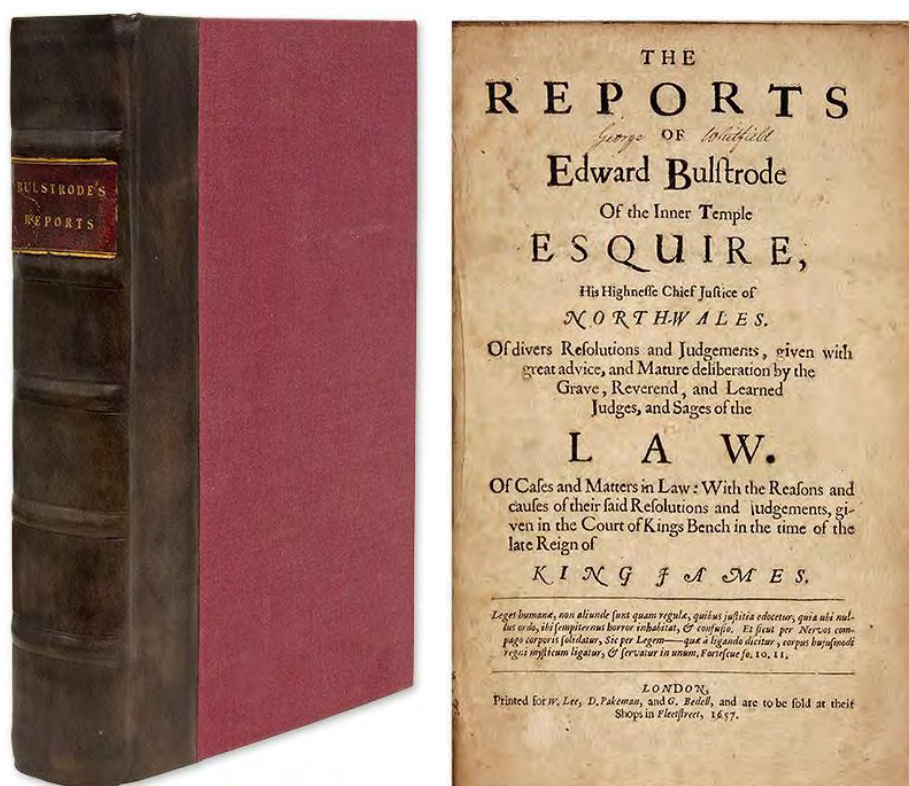 BULSTRODE'S
REPORTS
THE
REPORTS
George OF Whitfield
Edward Bulſtrode
Of the Inner Temple
ESQUIRE,
His Highneſſe Chief Juſtice of
NORTH-WALES.
Of divers Reſolutions and Judgements, given with
great advice, and Mature deliberation by the
Grave, Reverend, and Learned
Judges, and Sages of the
LAW.
Of Caſes and Matters in Law: With the Reaſons and
cauſes of their ſaid Reſolutions and Judgements, gi-
ven in the Court of Kings Bench in the time of the
late Reign of
KING JAMES.
Leges humanæ, non aliunde ſunt quam regulæ, quibus juſtitia edocetur, quia ubi nul-
lus ordo, ibi ſempiternus horror inhabitat, & confuſio. Et ſicut per Nervos com-
pago corporis ſolidatur, Sic per Legem—quæ a ligando dicitur, corpus hujuſmodi
regni myſticum ligatur, & ſervatur in unum. Forteſcue fo. 10. 11.
LONDON,
Printed for W. Lee, D. Pakeman, and G. Bedell, and are to be ſold at their
Shops in Fleetſtreet, 1657.